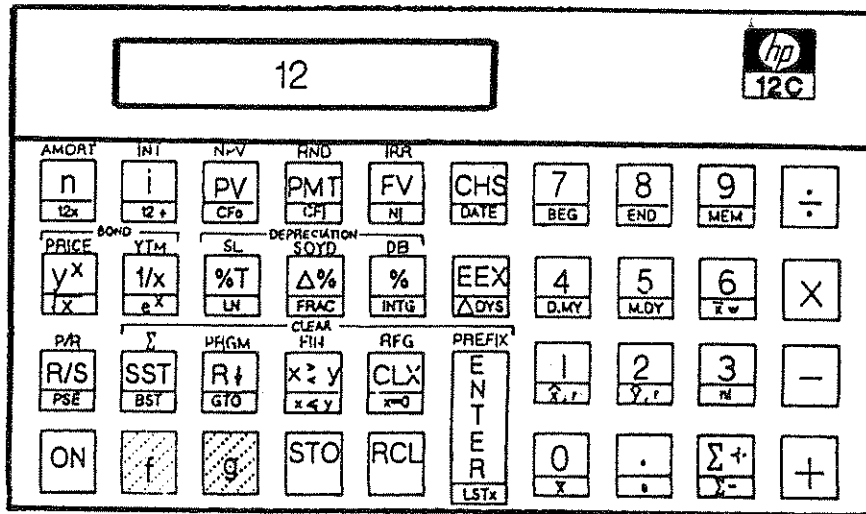 12
hp
12C
AMORT INT NPV RND IRR
n i PV PMT FV CHS 7 8 9 ÷
12x 12÷ CFo CFj Nj DATE BEG END MEM
BOND DEPRECIATION
PRICE YTM SL SOYD DB
y^x 1/x %T Δ% % EEX 4 5 6 X
√x e^x LN FRAC INTG ΔDYS D.MY M.DY x̄ w
CLEAR
P/R Σ PRGM FIN REG PREFIX
R/S SST R↓ x≷y CLX ENTER 1 2 3 −
PSE BST GTO x≤y x=0 x̂,r ŷ,r n!
ON f g STO RCL 0 . Σ+ +
LSTx x̄ s Σ-